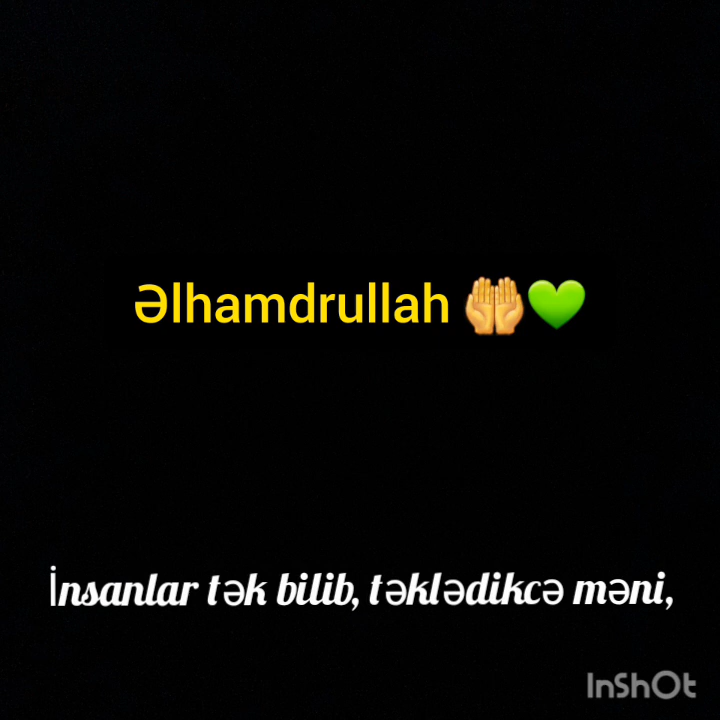 Əlhamdrullah 🤲💚
İnsanlar tək bilib, təklədikcə məni,
InShOt